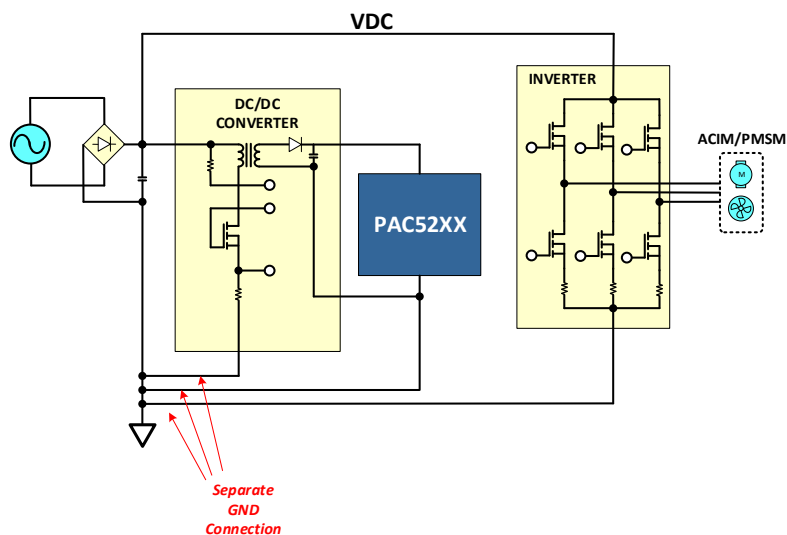 VDC
DC/DC
CONVERTER
INVERTER
ACIM/PMSM
M
PAC52XX
Separate
GND
Connection